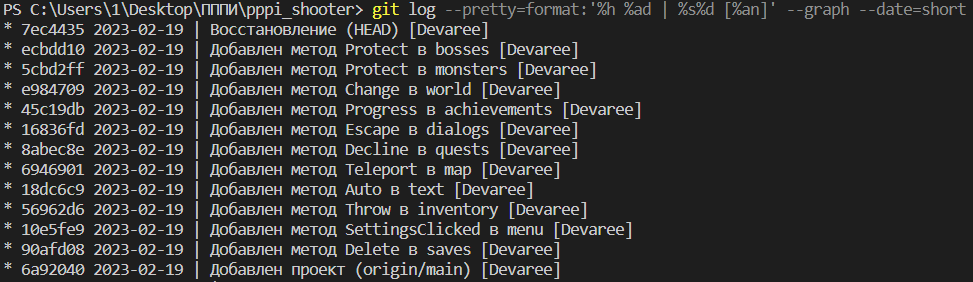 PS C:\Users\1\Desktop\ПППИ\pppi_shooter> git log --pretty=format:'%h %ad | %s%d [%an]' --graph --date=short
* 7ec4435 2023-02-19 | Восстановление (HEAD) [Devaree]
* ecbdd10 2023-02-19 | Добавлен метод Protect в bosses [Devaree]
* 5cbd2ff 2023-02-19 | Добавлен метод Protect в monsters [Devaree]
* e984709 2023-02-19 | Добавлен метод Change в world [Devaree]
* 45c19db 2023-02-19 | Добавлен метод Progress в achievements [Devaree]
* 16836fd 2023-02-19 | Добавлен метод Escape в dialogs [Devaree]
* 8abec8e 2023-02-19 | Добавлен метод Decline в quests [Devaree]
* 6946901 2023-02-19 | Добавлен метод Teleport в map [Devaree]
* 18dc6c9 2023-02-19 | Добавлен метод Auto в text [Devaree]
* 56962d6 2023-02-19 | Добавлен метод Throw в inventory [Devaree]
* 10e5fe9 2023-02-19 | Добавлен метод SettingsClicked в menu [Devaree]
* 90afd08 2023-02-19 | Добавлен метод Delete в saves [Devaree]
* 6a92040 2023-02-19 | Добавлен проект (origin/main) [Devaree]